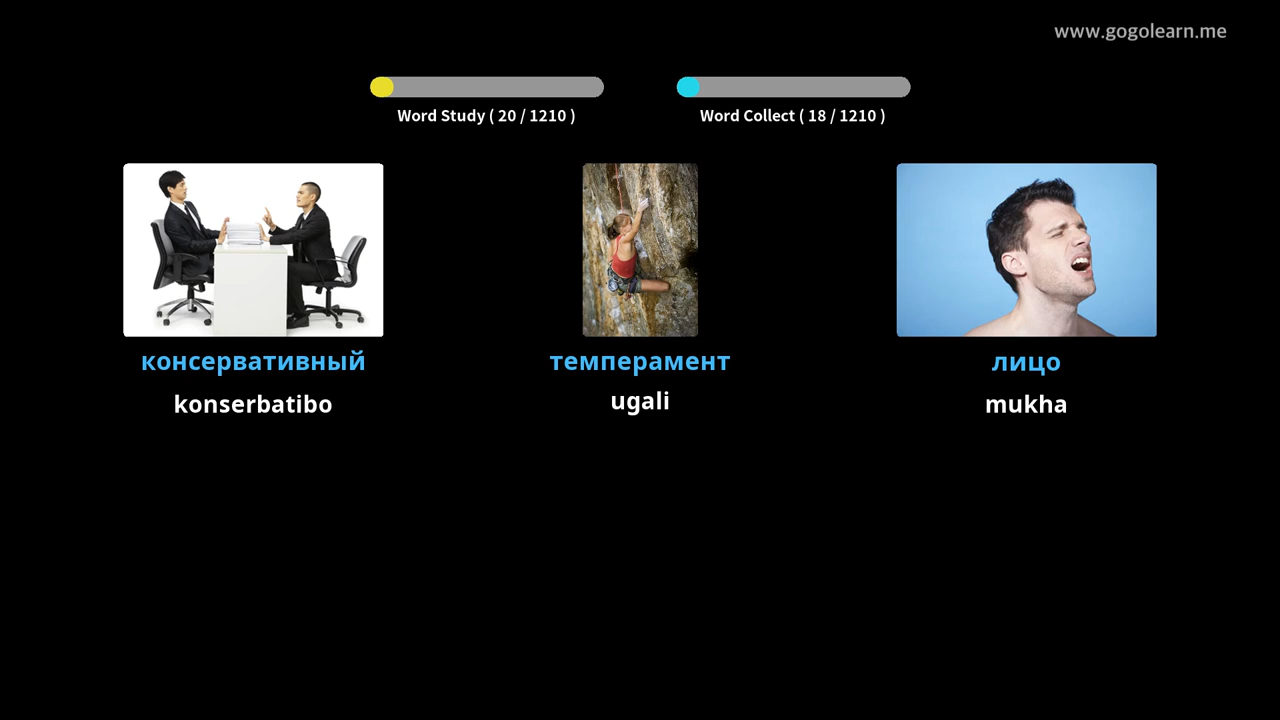 www.gogolearn.me
Word Study ( 20 / 1210 )
Word Collect ( 18 / 1210 )
консервативный
темперамент
лицо
konserbatibo
ugali
mukha